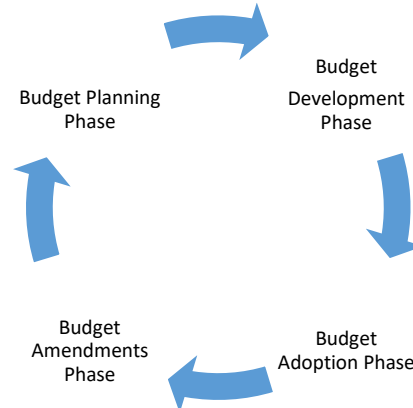 Budget Planning
Phase
Budget
Development
Phase
Budget
Adoption Phase
Budget
Amendments
Phase